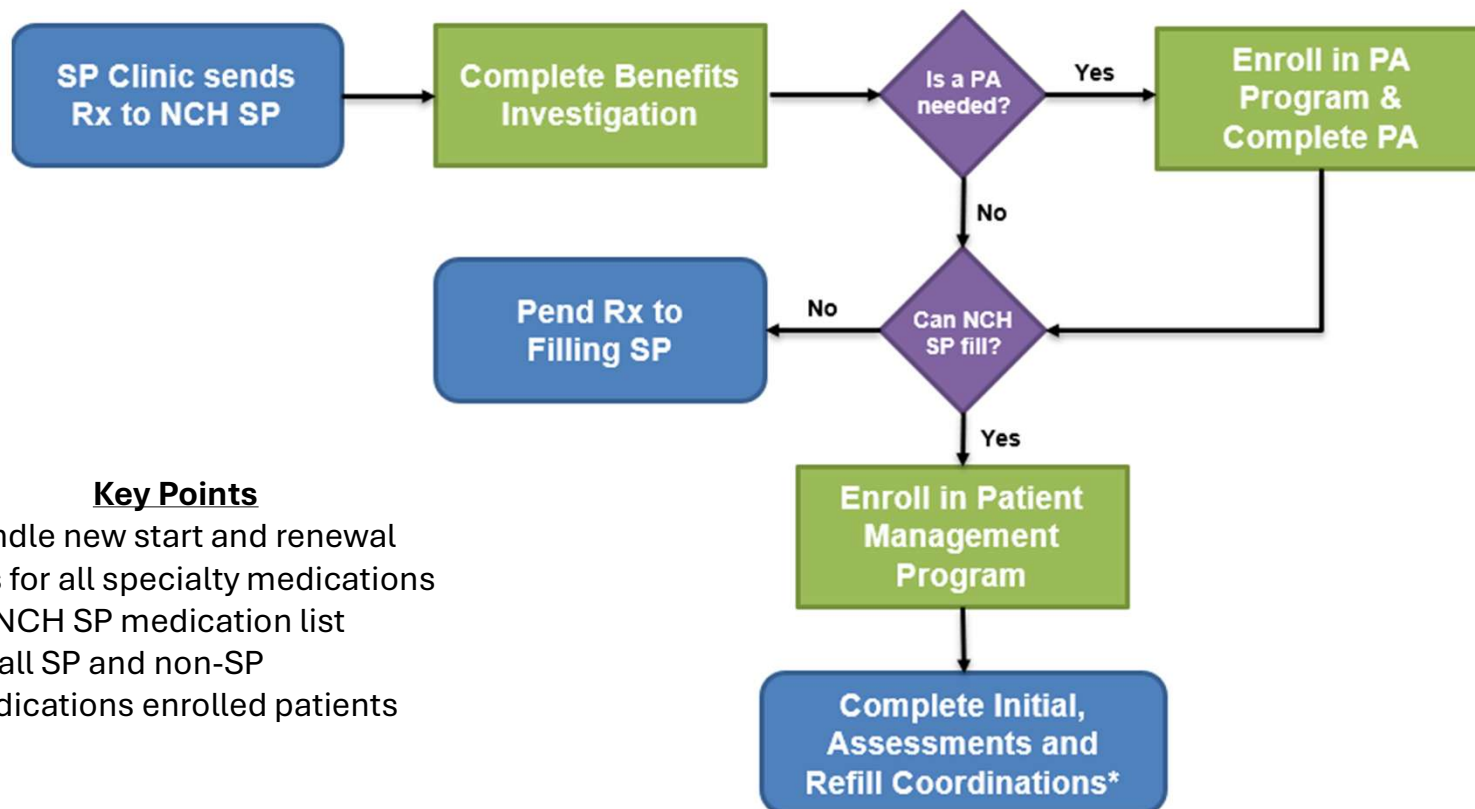 SP Clinic sends
Rx to NCH SP
Complete Benefits
Investigation
Is a PA
needed?
Yes
Enroll in PA
Program &
Complete PA
No
Pend Rx to
Filling SP
No
Can NCH
SP fill?
Yes
Enroll in Patient
Management
Program
Complete Initial,
Assessments and
Refill Coordinations*
Key Points
new start and renewal
for all specialty medications
NCH SP medication list
all SP and non-SP
enrolled patients